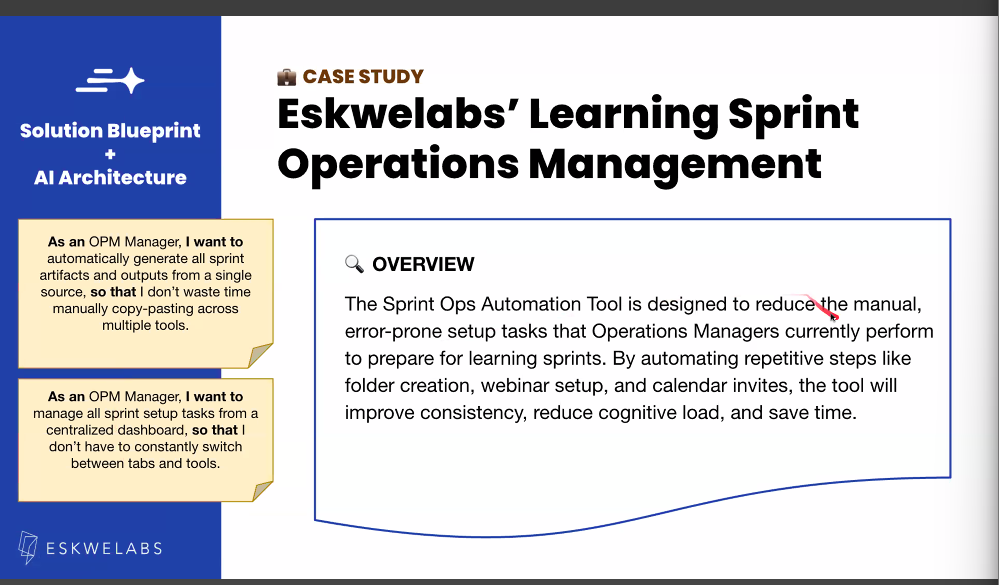 Solution Blueprint
+
AI Architecture
As an OPM Manager, I want to
automatically generate all sprint
artifacts and outputs from a single
source, so that I don't waste time
manually copy-pasting across
multiple tools.
As an OPM Manager, I want to
manage all sprint setup tasks from a
centralized dashboard, so that I
don't have to constantly switch
between tabs and tools.
ESKWELABS
CASE STUDY
Eskwelabs’ Learning Sprint
Operations Management
OVERVIEW
The Sprint Ops Automation Tool is designed to reduce the manual,
error-prone setup tasks that Operations Managers currently perform
to prepare for learning sprints. By automating repetitive steps like
folder creation, webinar setup, and calendar invites, the tool will
improve consistency, reduce cognitive load, and save time.